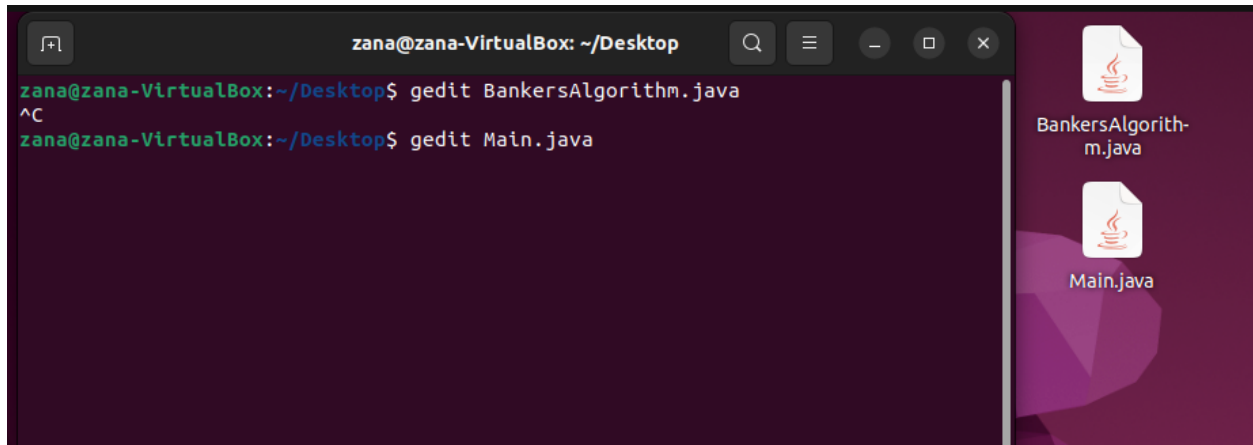 zana@zana-VirtualBox: ~/Desktop
zana@zana-VirtualBox:~/Desktop$ gedit BankersAlgorithm.java
^C
zana@zana-VirtualBox:~/Desktop$ gedit Main.java
BankersAlgorith-
m.java
Main.java